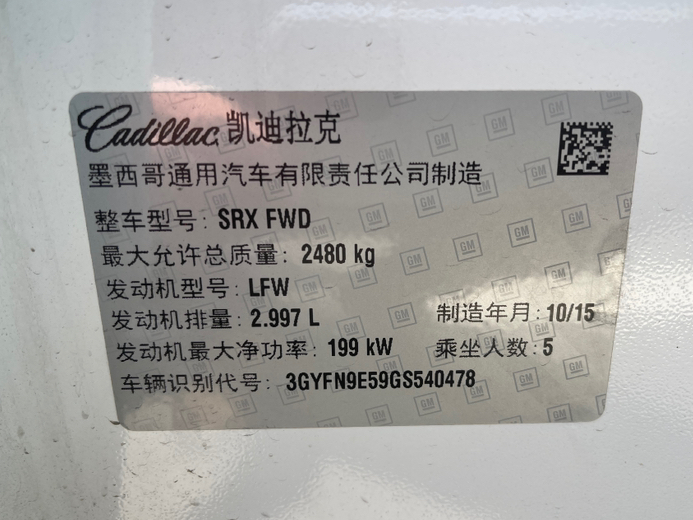 Cadillac 凯迪拉克
墨西哥通用汽车有限责任公司制造
整车型号: SRX FWD
最大允许总质量: 2480 kg
发动机型号: LFW
发动机排量: 2.997 L 制造年月: 10/15
发动机最大净功率: 199 kW 乘坐人数: 5
车辆识别代号: 3GYFN9E59GS540478